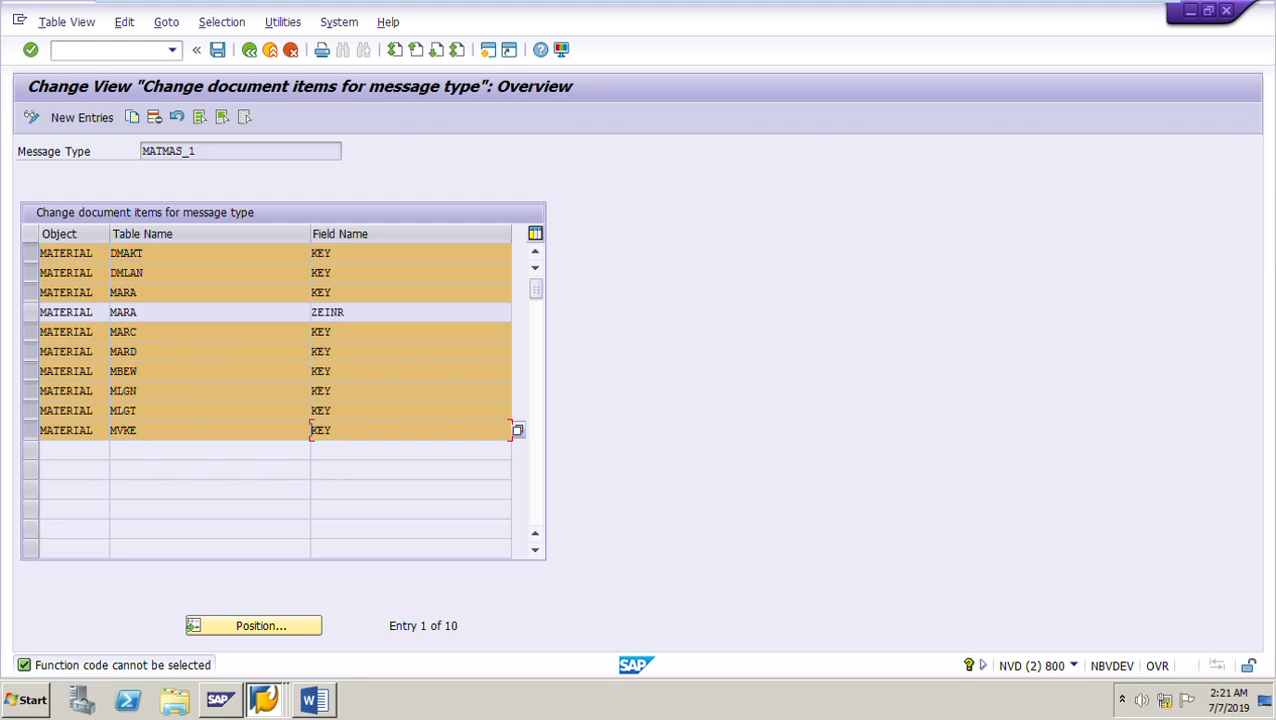 Table View Edit Goto Selection Utilities System Help
Change View "Change document items for message type": Overview
New Entries
Message Type MATMAS_1
Change document items for message type
Object Table Name Field Name
MATERIAL DMAKT KEY
MATERIAL DMLAN KEY
MATERIAL MARA KEY
MATERIAL MARA ZEINR
MATERIAL MARC KEY
MATERIAL MARD KEY
MATERIAL MBEW KEY
MATERIAL MLGN KEY
MATERIAL MLGT KEY
MATERIAL MVKE KEY
Position... Entry 1 of 10
Function code cannot be selected SAP NVD (2) 800 NBVDEV OVR
Start SAP 2:21 AM
7/7/2019